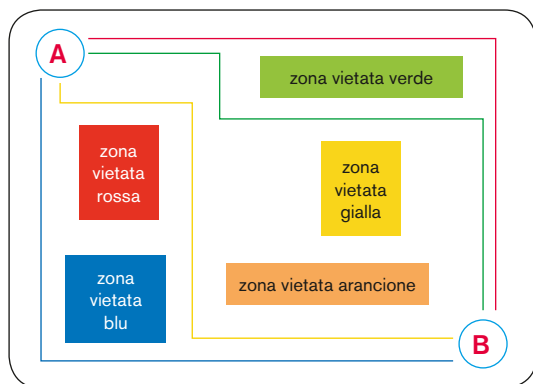 A
zona vietata verde
zona
vietata
rossa
zona
vietata
gialla
zona
vietata
blu
zona vietata arancione
B